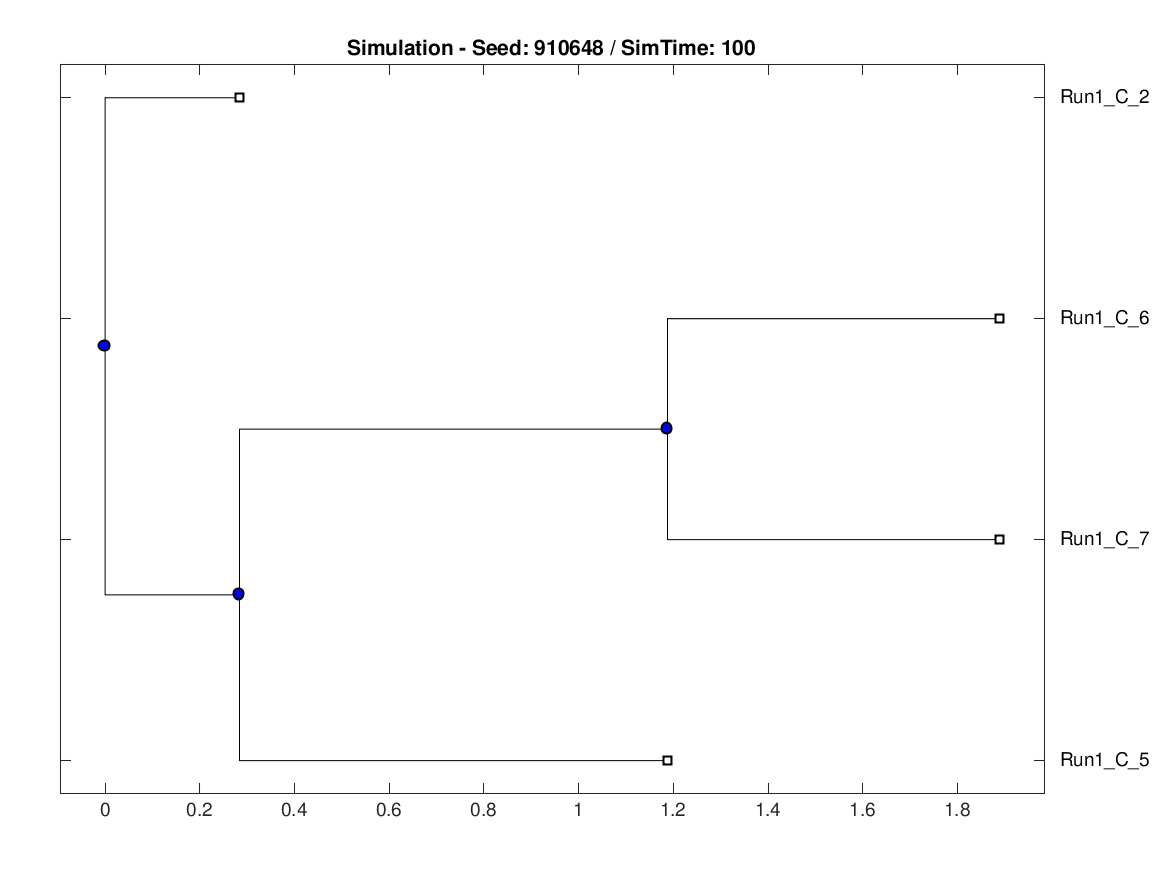 Simulation - Seed: 910648 / SimTime: 100
Run1_C_2
Run1_C_6
Run1_C_7
Run1_C_5
0 0.2 0.4 0.6 0.8 1 1.2 1.4 1.6 1.8